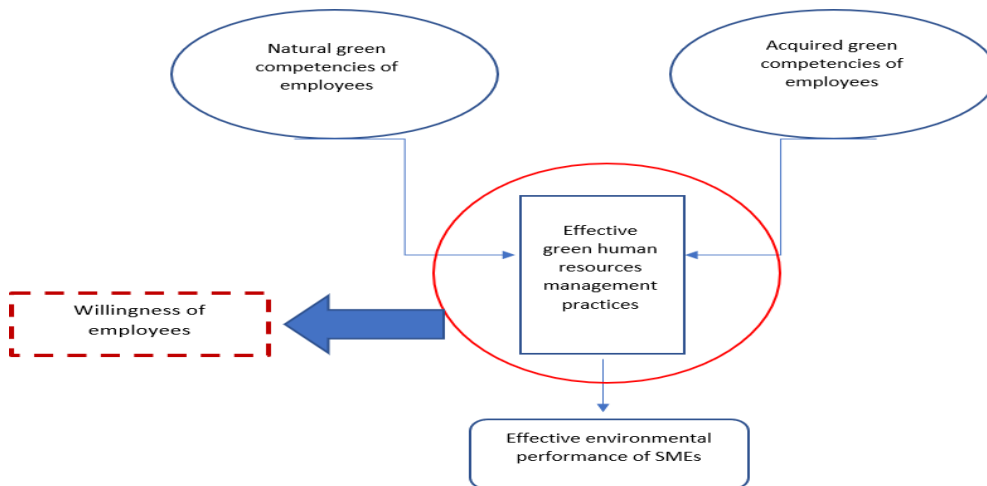 Natural green
competencies of
employees
Acquired green
competencies of
employees
Effective
green human
resources
management
practices
Willingness of
employees
Effective environmental
performance of SMEs